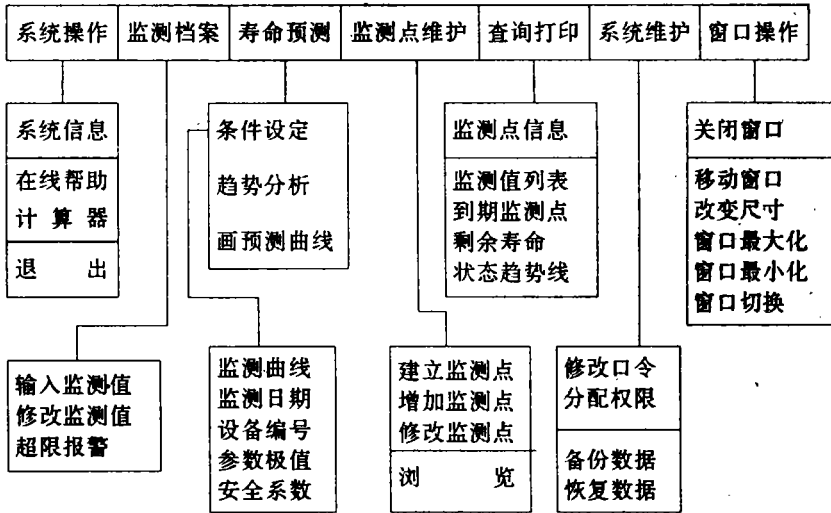 系统操作 监测档案 寿命预测 监测点维护 查询打印 系统维护 窗口操作
系统信息
在线帮助
计算器
退出
条件设定
趋势分析
画预测曲线
监测点信息
监测值列表
到期监测点
剩余寿命
状态趋势线
关闭窗口
移动窗口
改变尺寸
窗口最大化
窗口最小化
窗口切换
输入监测值
修改监测值
超限报警
监测曲线
监测日期
设备编号
参数极值
安全系数
建立监测点
增加监测点
修改监测点
浏览
修改口令
分配权限
备份数据
恢复数据